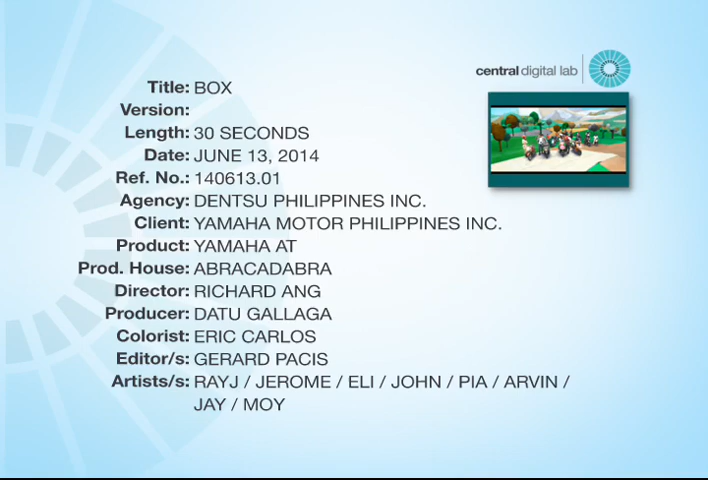 central digital lab
Title: BOX
Version:
Length: 30 SECONDS
Date: JUNE 13, 2014
Ref. No.: 140613.01
Agency: DENTSU PHILIPPINES INC.
Client: YAMAHA MOTOR PHILIPPINES INC.
Product: YAMAHA AT
Prod. House: ABRACADABRA
Director: RICHARD ANG
Producer: DATU GALLAGA
Colorist: ERIC CARLOS
Editor/s: GERARD PACIS
Artists/s: RAYJ / JEROME / ELI / JOHN / PIA / ARVIN /
JAY / MOY